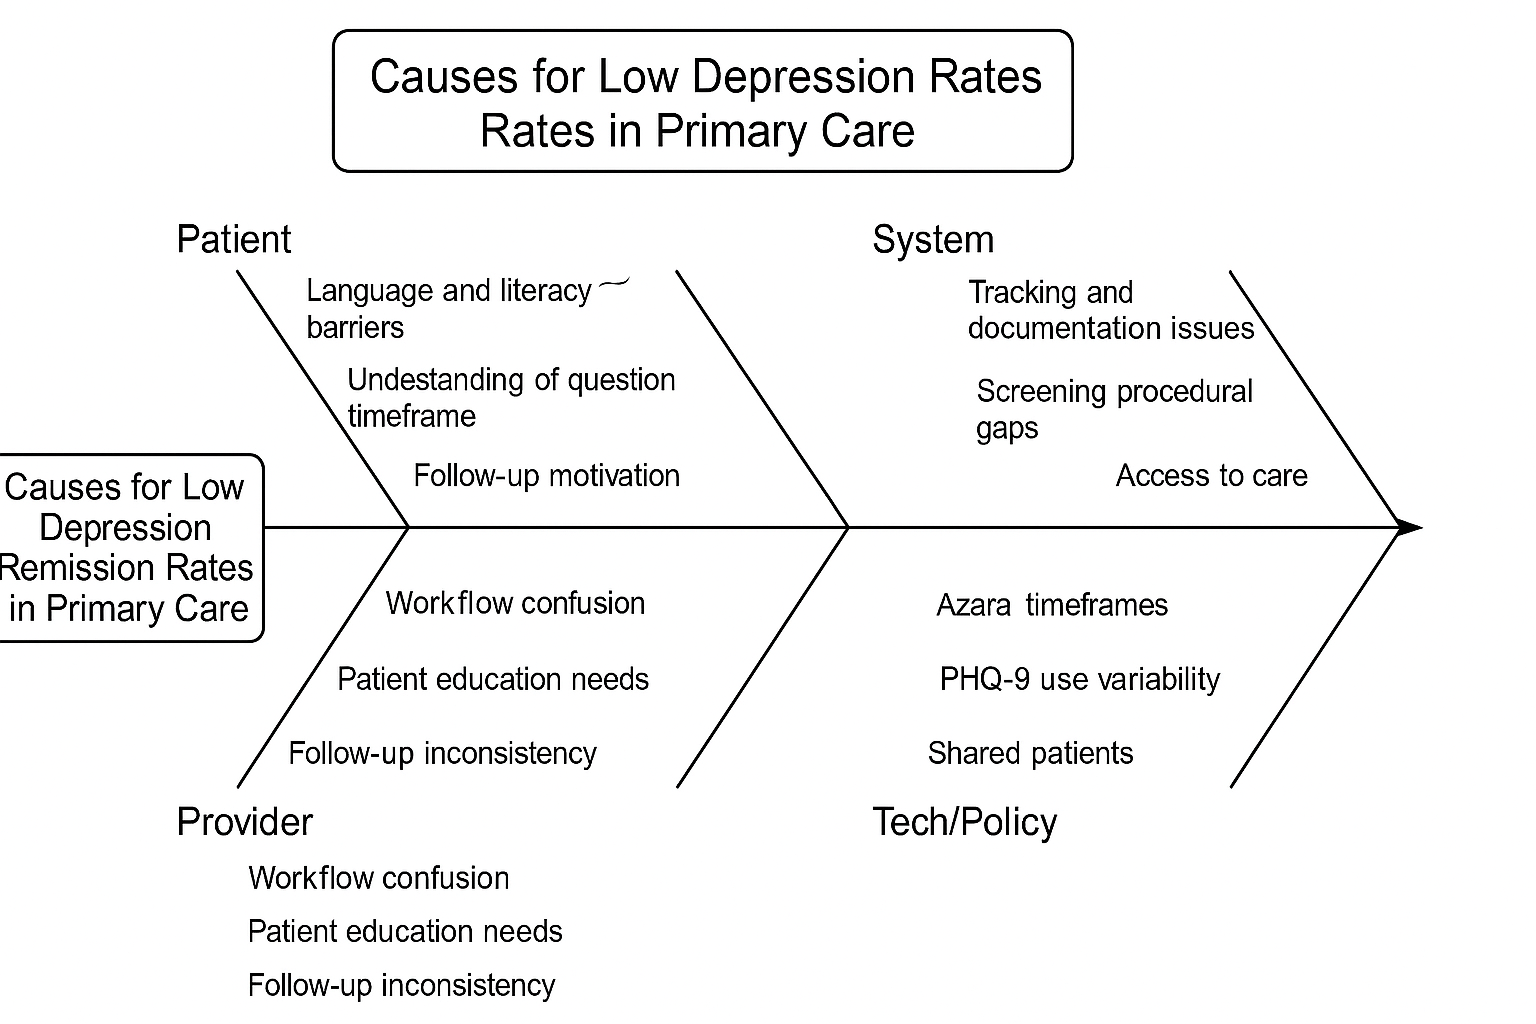 Causes for Low Depression Rates
Rates in Primary Care
Patient
Language and literacy
barriers
Undestanding of question
timeframe
Follow-up motivation
System
Tracking and
documentation issues
Screening procedural
gaps
Access to care
Causes for Low
Depression
Remission Rates
in Primary Care
Workflow confusion
Patient education needs
Follow-up inconsistency
Provider
Workflow confusion
Patient education needs
Follow-up inconsistency
Azara timeframes
PHQ-9 use variability
Shared patients
Tech/Policy